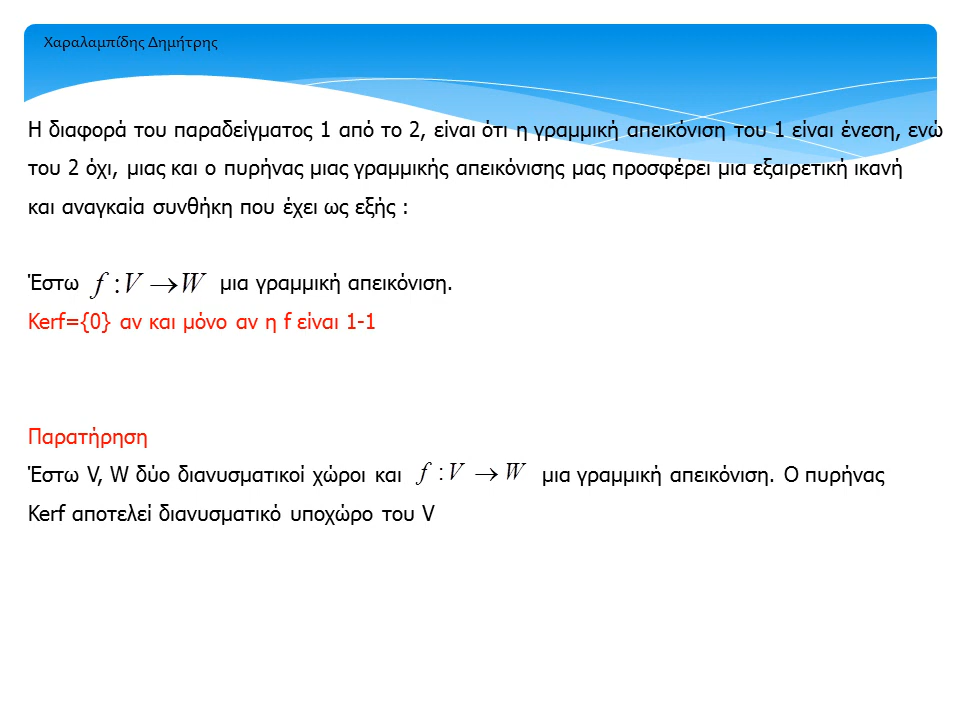 Χαραλαμπίδης Δημήτρης
Η διαφορά του παραδείγματος 1 από το 2, είναι ότι η γραμμική απεικόνιση του 1 είναι ένεση, ενώ
του 2 όχι, μιας και ο πυρήνας μιας γραμμικής απεικόνισης μας προσφέρει μια εξαιρετική ικανή
και αναγκαία συνθήκη που έχει ως εξής :
Έστω f : V → W μια γραμμική απεικόνιση.
Kerf={0} αν και μόνο αν η f είναι 1-1
Παρατήρηση
Έστω V, W δύο διανυσματικοί χώροι και f : V → W μια γραμμική απεικόνιση. Ο πυρήνας
Kerf αποτελεί διανυσματικό υποχώρο του V